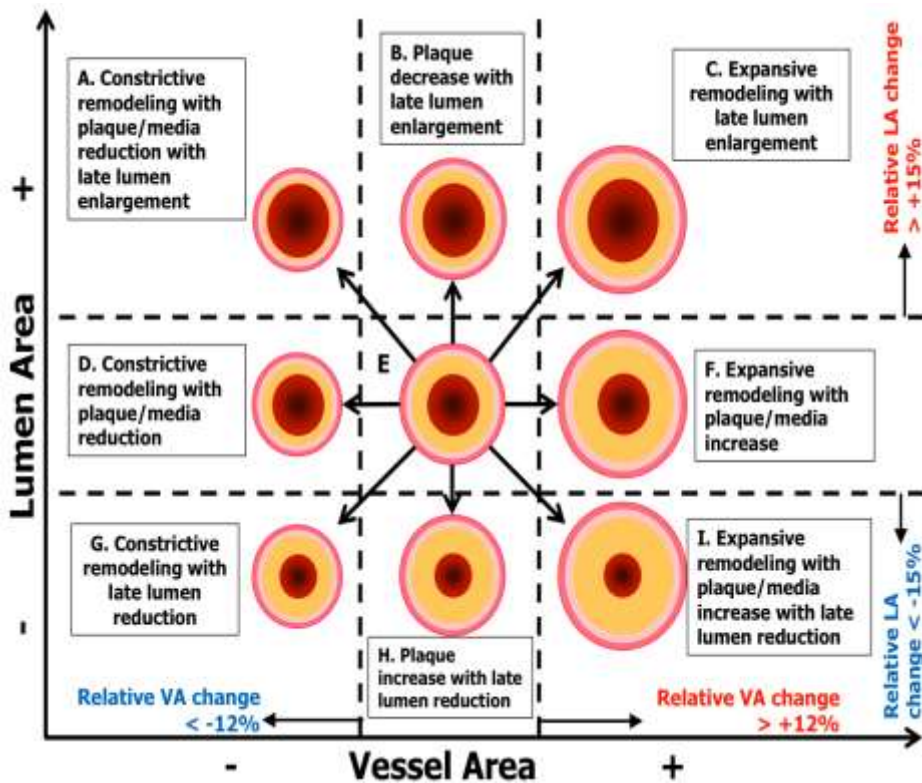 A. Constrictive
remodeling with
plaque/media
reduction with
late lumen
enlargement
B. Plaque
decrease with
late lumen
enlargement
C. Expansive
remodeling with
late lumen
enlargement
Relative LA change
> +15%
+
Lumen Area
-
D. Constrictive
remodeling with
plaque/media
reduction
E
F. Expansive
remodeling with
plaque/media
increase
G. Constrictive
remodeling with
late lumen
reduction
H. Plaque
increase with late
lumen reduction
I. Expansive
remodeling with
plaque/media
increase with late
lumen reduction
Relative LA
change < -15%
Relative VA change
< -12%
Relative VA change
> +12%
-
Vessel Area
+